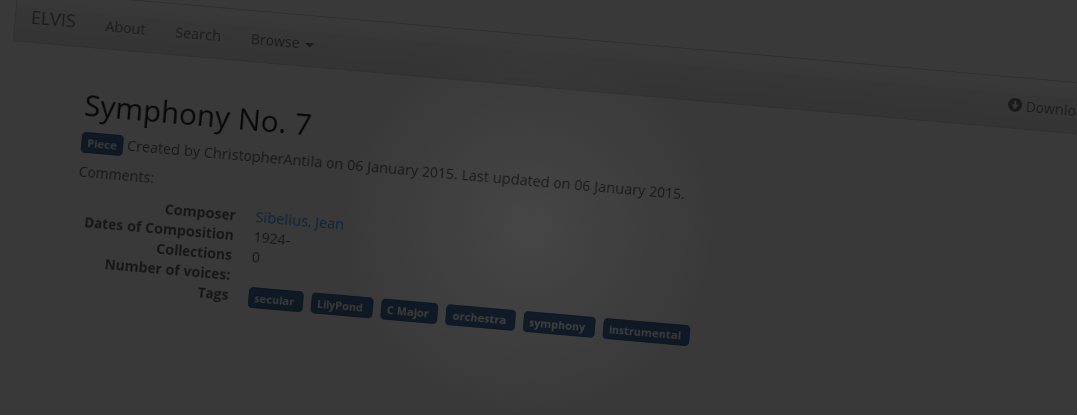 ELVIS About Search Browse
Symphony No. 7
Piece Created by ChristopherAntila on 06 January 2015. Last updated on 06 January 2015.
Comments:
Composer Sibelius, Jean
Dates of Composition 1924-
Collections 0
Number of voices:
Tags secular LilyPond C Major orchestra symphony instrumental